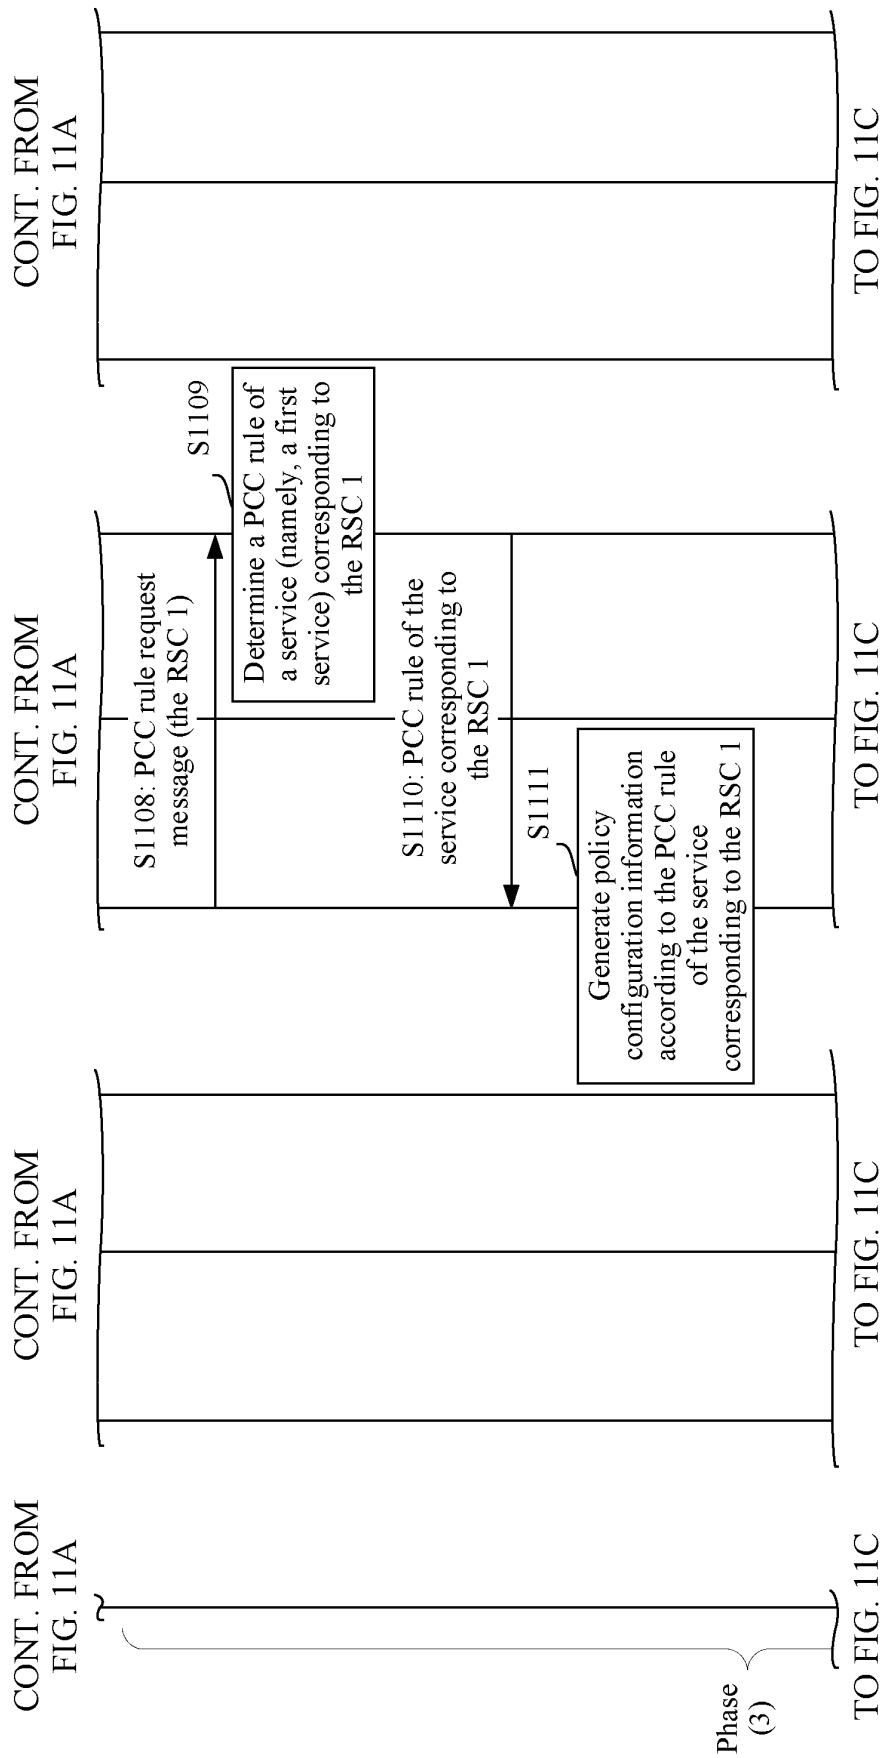 CONT. FROM
FIG. 11A
CONT. FROM
FIG. 11A
CONT. FROM
FIG. 11A
CONT. FROM
FIG. 11A
S1108: PCC rule request
message (the RSC 1)
S1109
Determine a PCC rule of
a service (namely, a first
service) corresponding to
the RSC 1
S1110: PCC rule of the
service corresponding to
the RSC 1
S1111
Generate policy
configuration information
according to the PCC rule
of the service
corresponding to the RSC 1
Phase
(3)
TO FIG. 11C
TO FIG. 11C
TO FIG. 11C
TO FIG. 11C